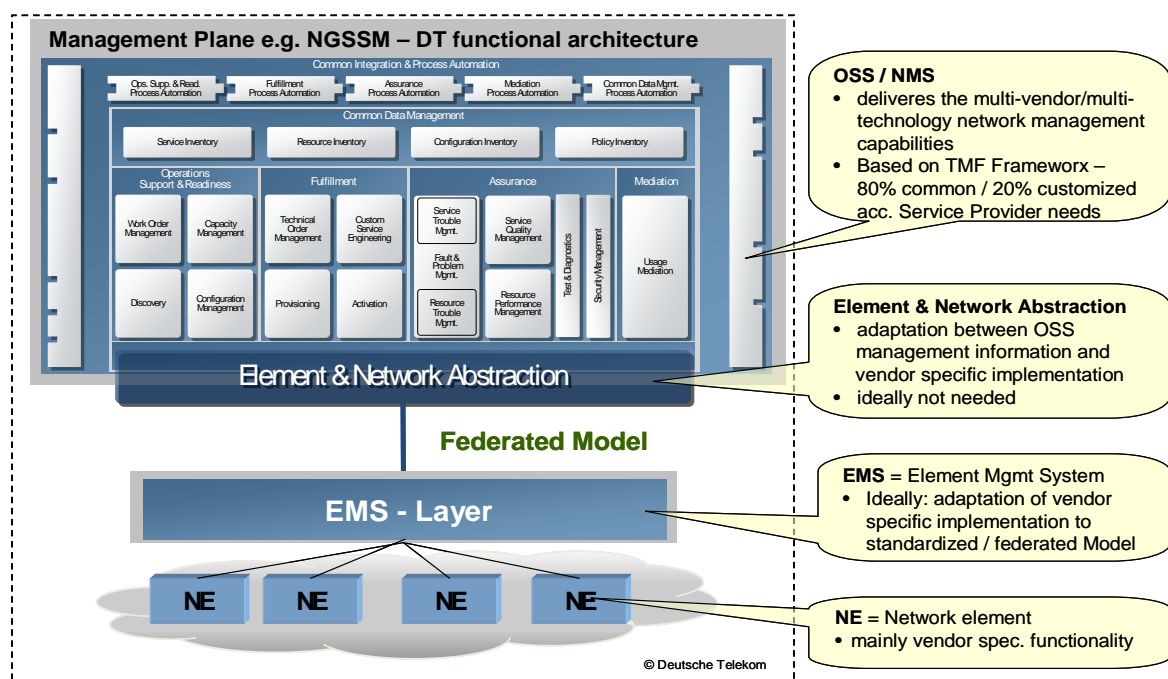 Management Plane e.g. NGSSM – DT functional architecture
Common Integration & Process Automation
Ops. Supp. & Read.
Process Automation
Fulfillment
Process Automation
Assurance
Process Automation
Mediation
Process Automation
Common Data Mgmt.
Process Automation
Common Data Management
Service Inventory
Resource Inventory
Configuration Inventory
Policy Inventory
Operations
Support & Readiness
Work Order
Management
Capacity
Management
Discovery
Configuration
Management
Fulfillment
Technical
Order
Management
Custom
Service
Engineering
Provisioning
Activation
Assurance
Service
Trouble
Mgmt.
Fault &
Problem
Mgmt.
Resource
Trouble
Mgmt.
Service
Quality
Management
Resource
Performance
Management
Test & Diagnostics
Security Management
Mediation
Usage
Mediation
Element & Network Abstraction
Federated Model
EMS - Layer
NE
NE
NE
NE
© Deutsche Telekom
OSS / NMS
• deliveres the multi-vendor/multi-
technology network management
capabilities
• Based on TMF Frameworx –
80% common / 20% customized
acc. Service Provider needs
Element & Network Abstraction
• adaptation between OSS
management information and
vendor specific implementation
• ideally not needed
EMS = Element Mgmt System
• Ideally: adaptation of vendor
specific implementation to
standardized / federated Model
NE = Network element
• mainly vendor spec. functionality